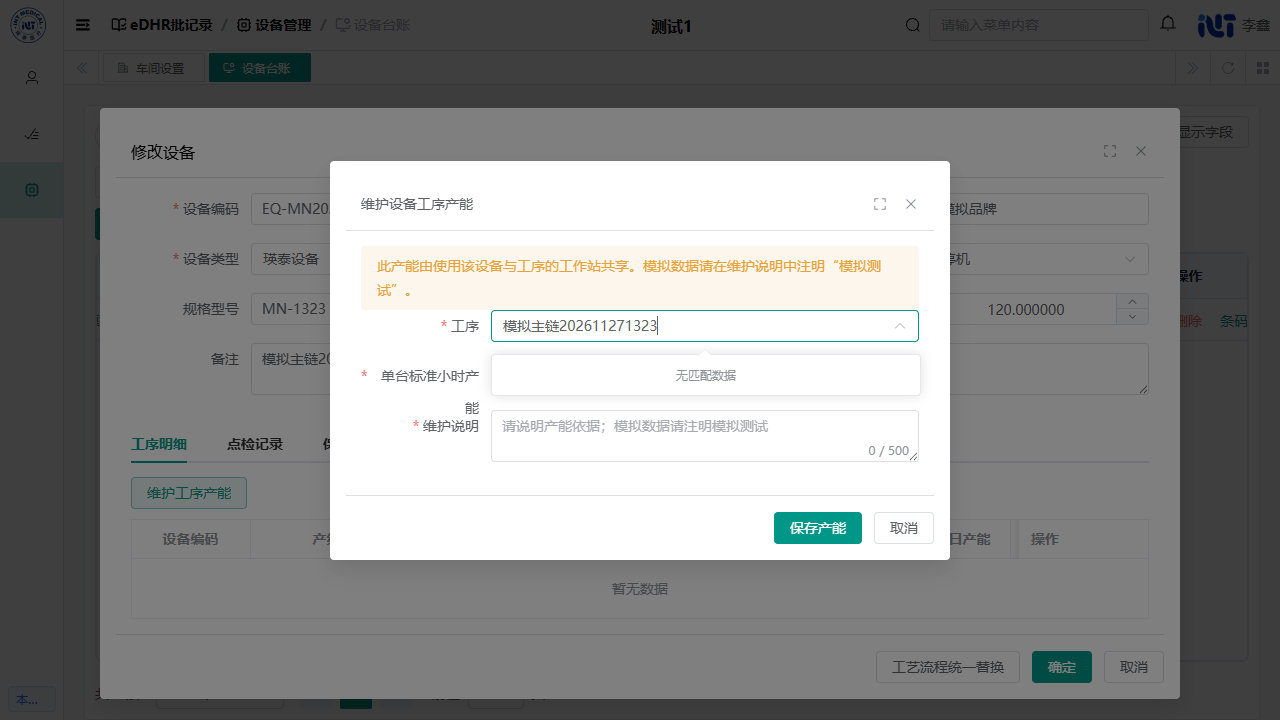 eDHR批记录 / 设备管理 / 设备台账
测试1
请输入菜单内容
李鑫
车间设置
设备台账
显示字段
修改设备
维护设备工序产能
* 设备编码
EQ-MN20
模拟品牌
此产能由使用该设备与工序的工作站共享。模拟数据请在维护说明中注明“模拟测
试”。
* 设备类型
瑛泰设备
停机
操作
规格型号
MN-1323
* 工序
模拟主链202611271323
120.000000
删除
条码
备注
模拟主链20
* 单台标准小时产
能
无匹配数据
* 维护说明
请说明产能依据；模拟数据请注明模拟测试
0 / 500
工序明细
点检记录
维护工序产能
保存产能
取消
设备编码
日产能
操作
暂无数据
工艺流程统一替换
确定
取消
本...